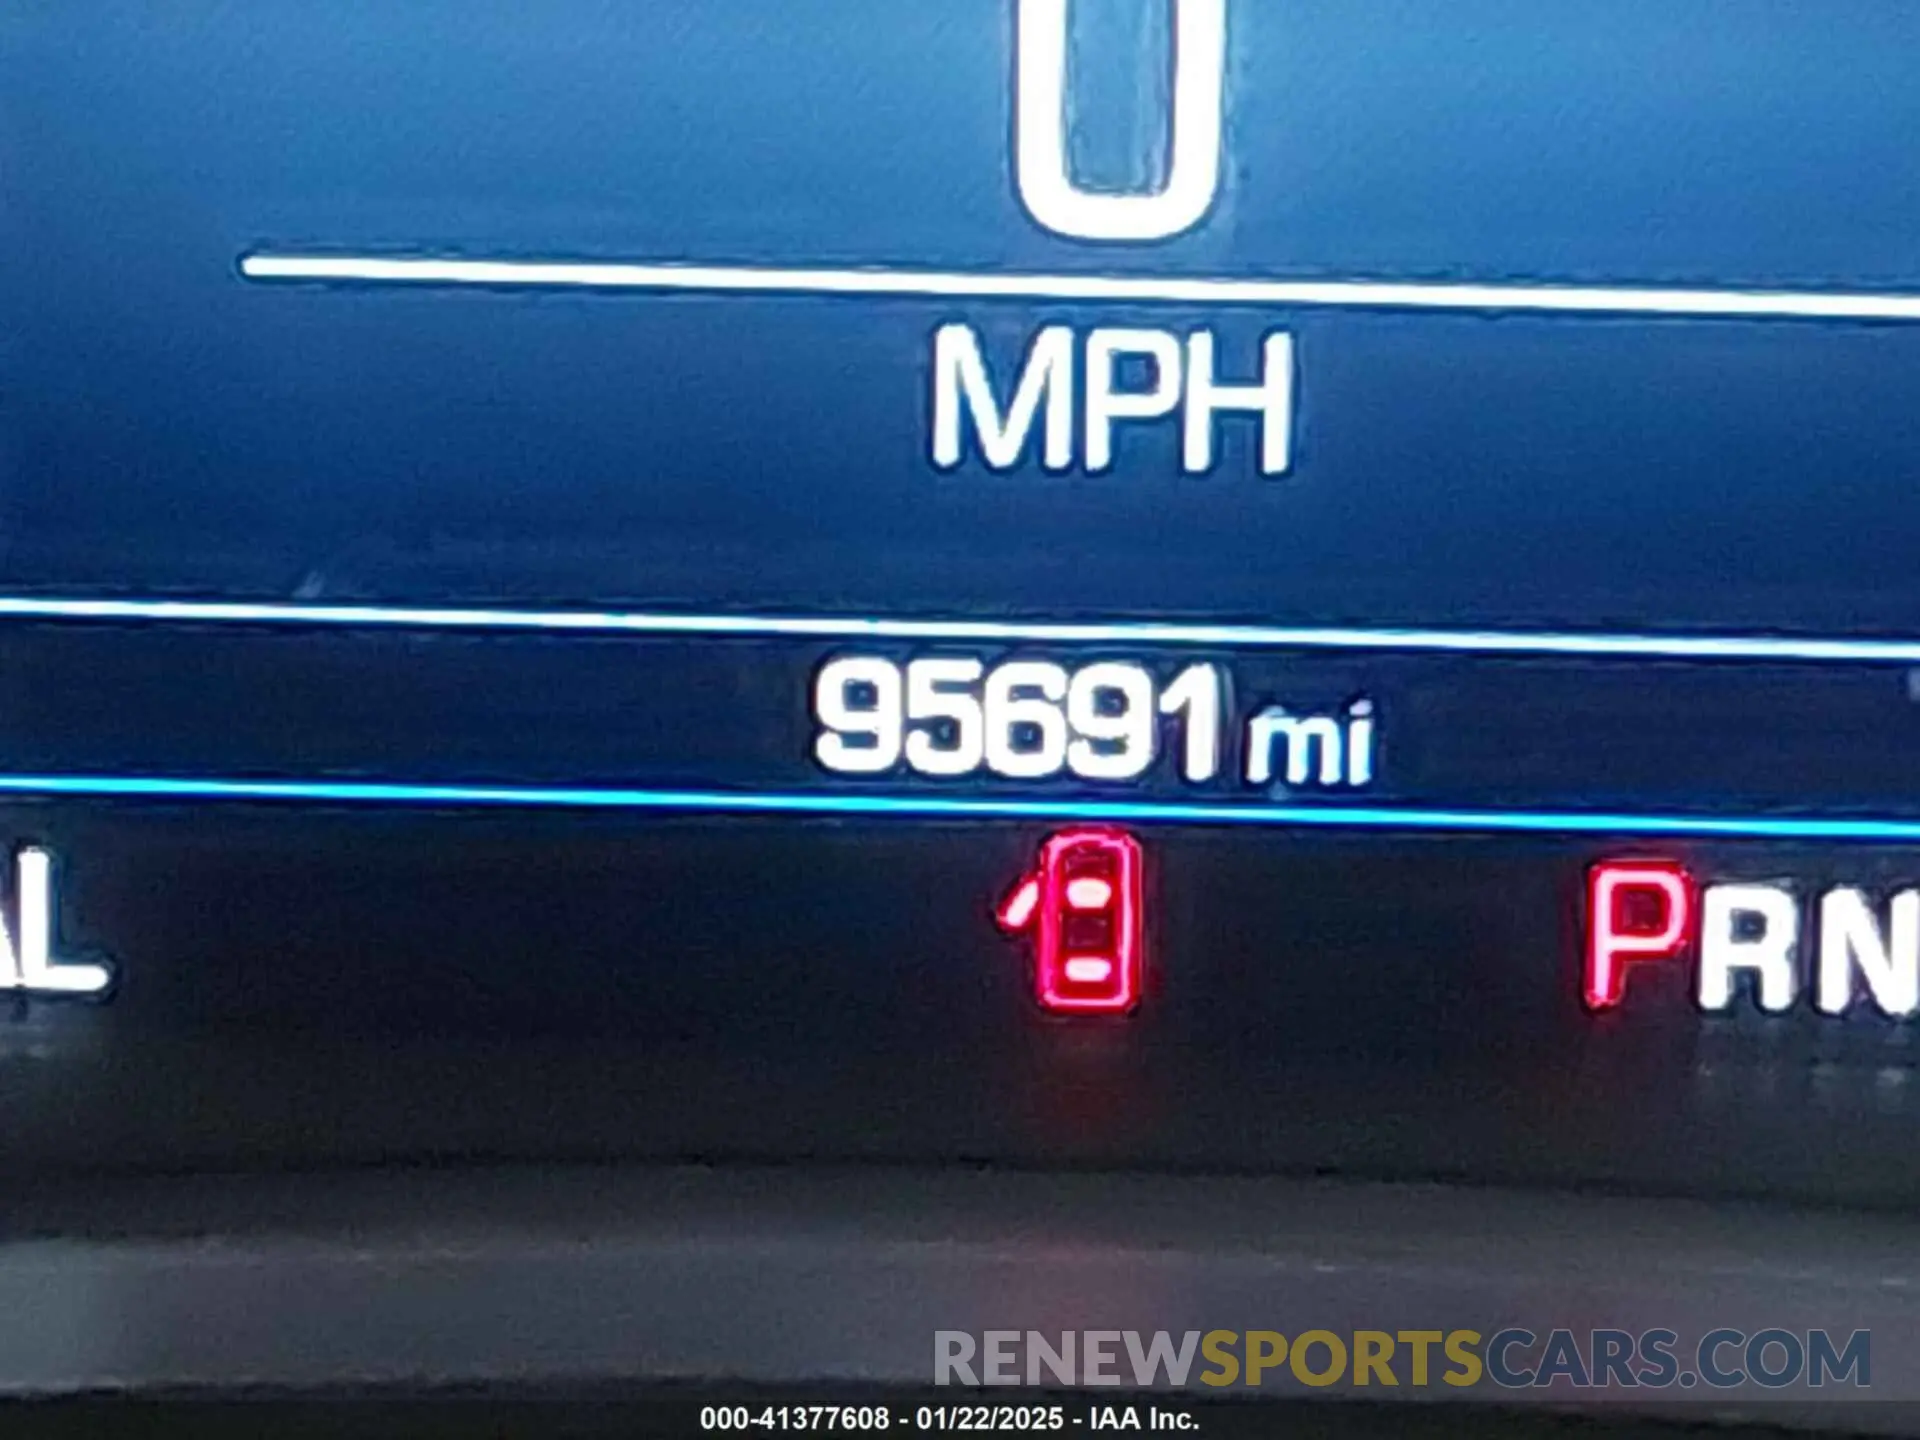 0
MPH
95691 mi
AL
PRN
RENEWSPORTSCARS.COM
000-41377608 - 01/22/2025 - IAA Inc.